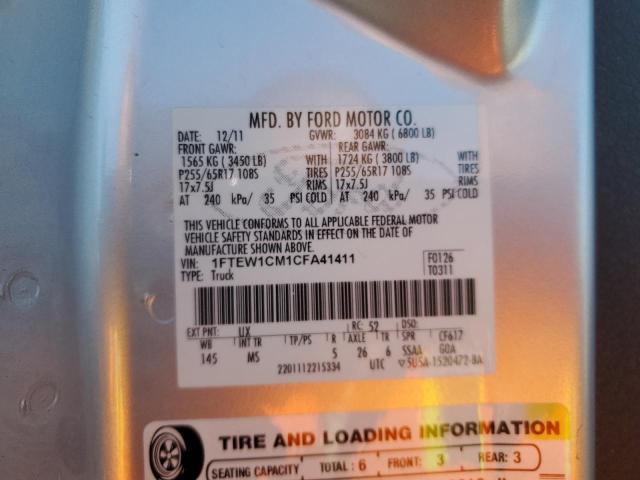 MFD. BY FORD MOTOR CO.
DATE: 12/11 GVWR: 3084 KG ( 6800 LB)
FRONT GAWR: REAR GAWR:
1565 KG ( 3450 LB) WITH 1724 KG ( 3800 LB) WITH
P255/65R17 108S TIRES P255/65R17 108S TIRES
17x7.5J RIMS 17x7.5J RIMS
AT 240 kPa/ 35 PSI COLD AT 240 kPa/ 35 PSI COLD
THIS VEHICLE CONFORMS TO ALL APPLICABLE FEDERAL MOTOR
VEHICLE SAFETY STANDARDS IN EFFECT ON THE DATE OF
MANUFACTURE SHOWN ABOVE.
VIN: 1FTEW1CM1CFA41411 F0126
TYPE: Truck T0311
EXT PNT: UX RC: 52 DSO:
WB INT TR TP/PS R AXLE TR SPR CF617
145 MS 5 26 6 SSAA GOA
2201112215334 UTC ▽5USA-1520472-BA
TIRE AND LOADING INFORMATION
SEATING CAPACITY TOTAL : 6 FRONT: 3 REAR: 3